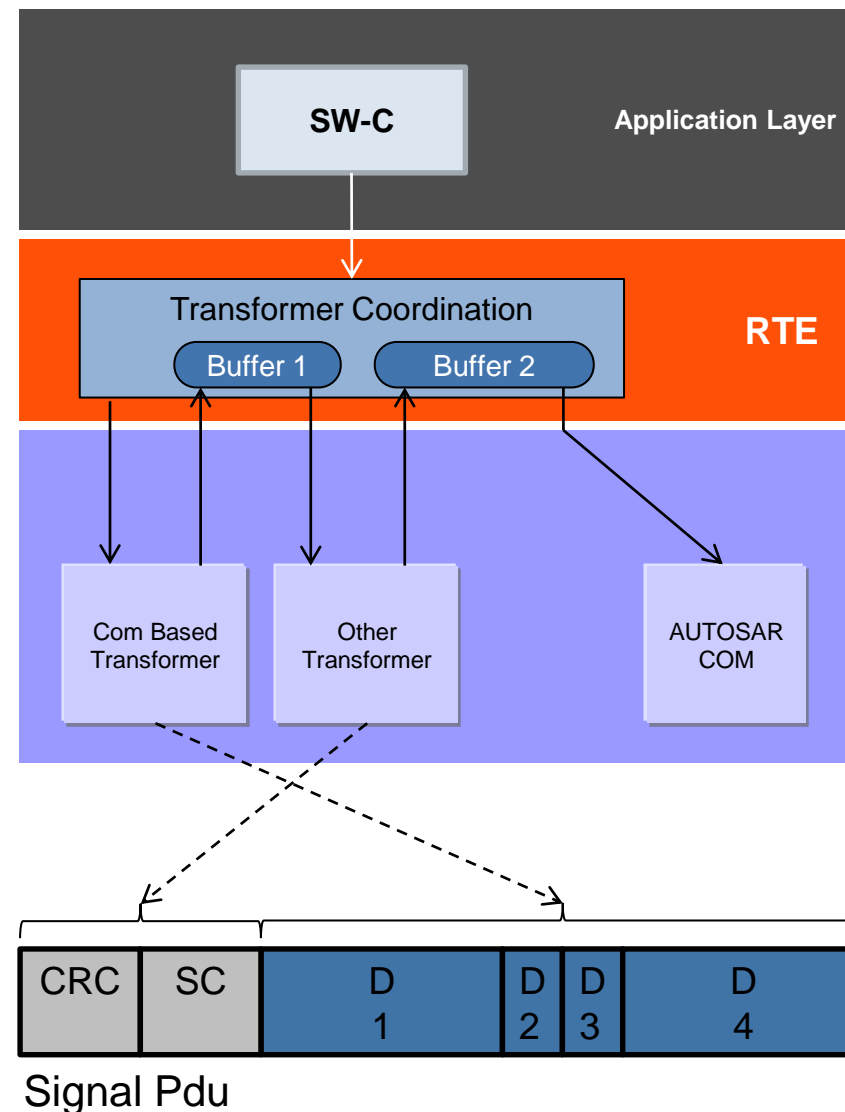 SW-C
Application Layer
Transformer Coordination
RTE
Buffer 1
Buffer 2
Com Based
Transformer
Other
Transformer
AUTOSAR
COM
CRC
SC
D
1
D
2
D
3
D
4
Signal Pdu